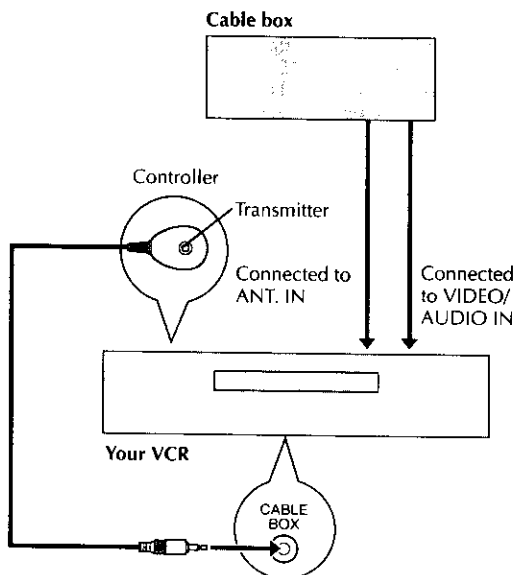 Cable box
Controller
Transmitter
Connected to
ANT. IN
Connected
to VIDEO/
AUDIO IN
Your VCR
CABLE
BOX